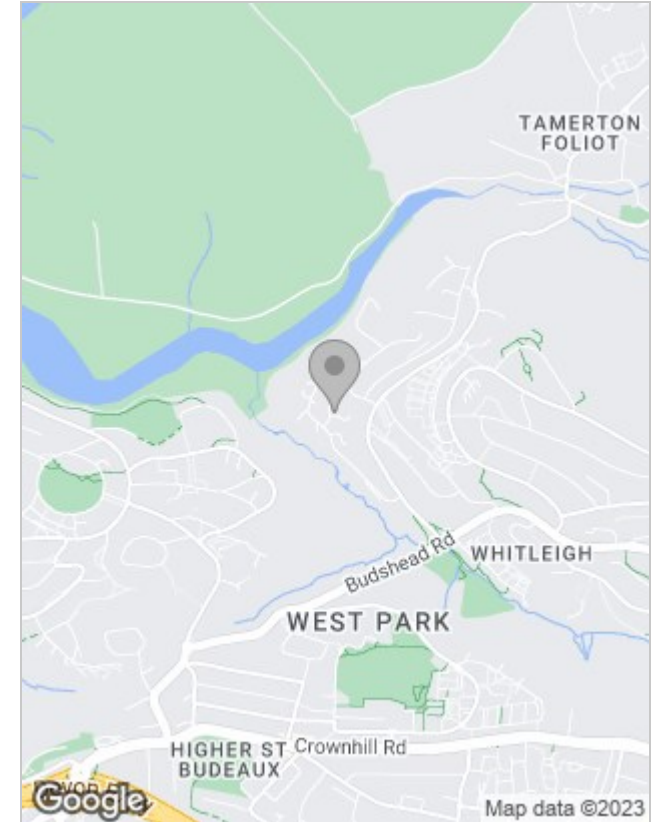 TAMERTON
FOLIOT
Budshead Rd
WHITLEIGH
WEST PARK
HIGHER ST
BUDEAUX
Crownhill Rd
Google
Map data ©2023